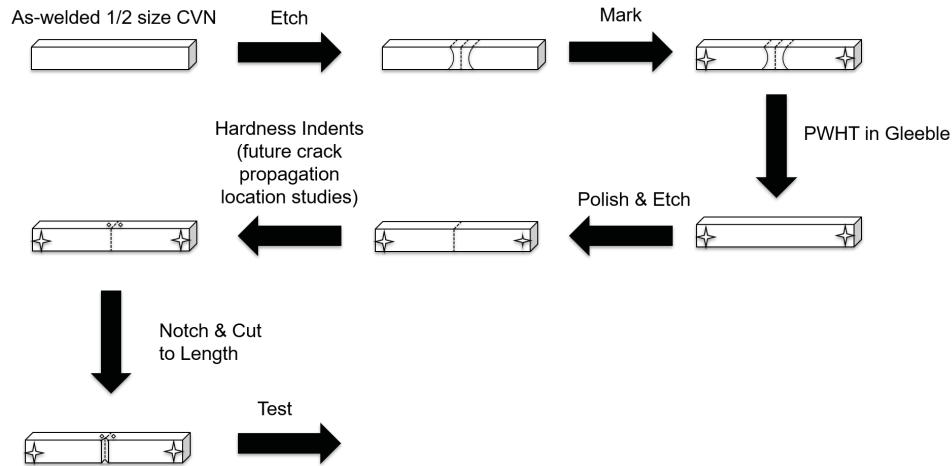 As-welded 1/2 size CVN
Etch
Mark
PWHT in Gleeble
Polish & Etch
Hardness Indents
(future crack
propagation
location studies)
Notch & Cut
to Length
Test